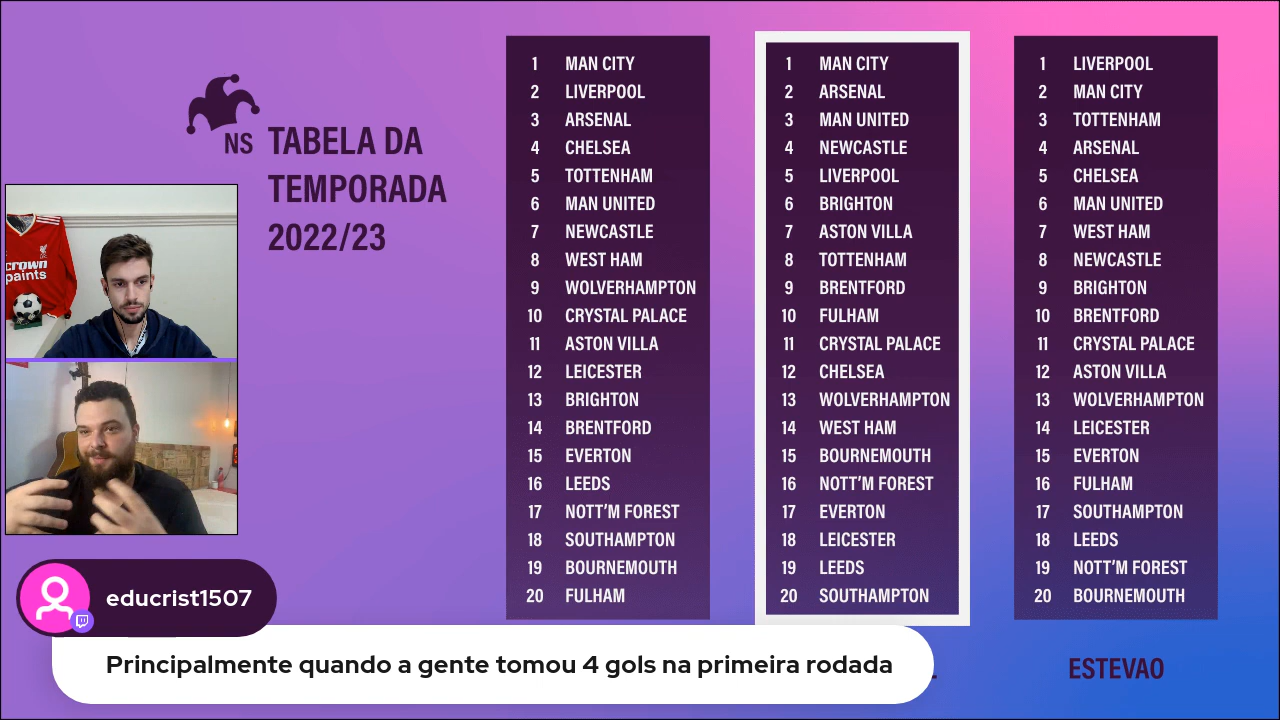 NS
TABELA DA
TEMPORADA
2022/23
crown
paints
1 MAN CITY
2 LIVERPOOL
3 ARSENAL
4 CHELSEA
5 TOTTENHAM
6 MAN UNITED
7 NEWCASTLE
8 WEST HAM
9 WOLVERHAMPTON
10 CRYSTAL PALACE
11 ASTON VILLA
12 LEICESTER
13 BRIGHTON
14 BRENTFORD
15 EVERTON
16 LEEDS
17 NOTT'M FOREST
18 SOUTHAMPTON
19 BOURNEMOUTH
20 FULHAM
1 MAN CITY
2 ARSENAL
3 MAN UNITED
4 NEWCASTLE
5 LIVERPOOL
6 BRIGHTON
7 ASTON VILLA
8 TOTTENHAM
9 BRENTFORD
10 FULHAM
11 CRYSTAL PALACE
12 CHELSEA
13 WOLVERHAMPTON
14 WEST HAM
15 BOURNEMOUTH
16 NOTT'M FOREST
17 EVERTON
18 LEICESTER
19 LEEDS
20 SOUTHAMPTON
1 LIVERPOOL
2 MAN CITY
3 TOTTENHAM
4 ARSENAL
5 CHELSEA
6 MAN UNITED
7 WEST HAM
8 NEWCASTLE
9 BRIGHTON
10 BRENTFORD
11 CRYSTAL PALACE
12 ASTON VILLA
13 WOLVERHAMPTON
14 LEICESTER
15 EVERTON
16 FULHAM
17 SOUTHAMPTON
18 LEEDS
19 NOTT'M FOREST
20 BOURNEMOUTH
ESTEVAO
educrist1507
Principalmente quando a gente tomou 4 gols na primeira rodada